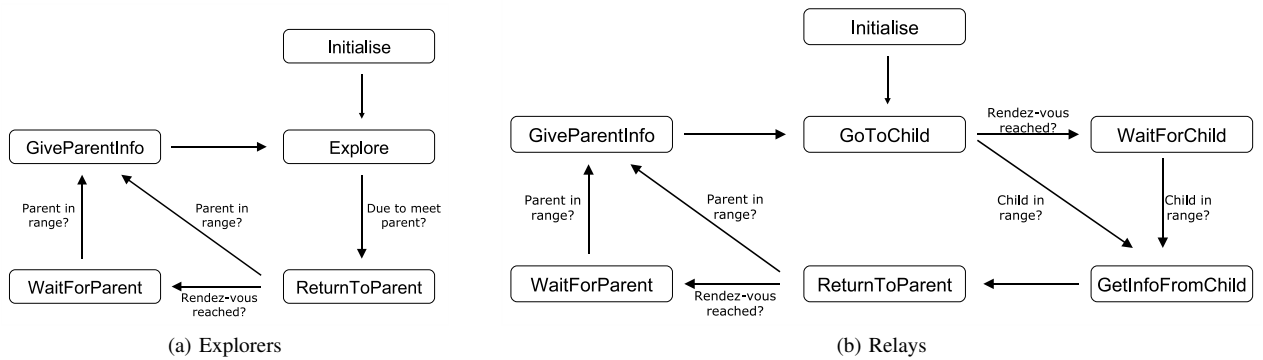 Initialise
GiveParentInfo
Explore
Parent in
range?
Parent in
range?
Due to meet
parent?
WaitForParent
Rendez-vous
reached?
ReturnToParent
(a) Explorers
Initialise
GiveParentInfo
GoToChild
Rendez-vous
reached?
WaitForChild
Parent in
range?
Parent in
range?
Child in
range?
Child in
range?
WaitForParent
Rendez-vous
reached?
ReturnToParent
GetInfoFromChild
(b) Relays